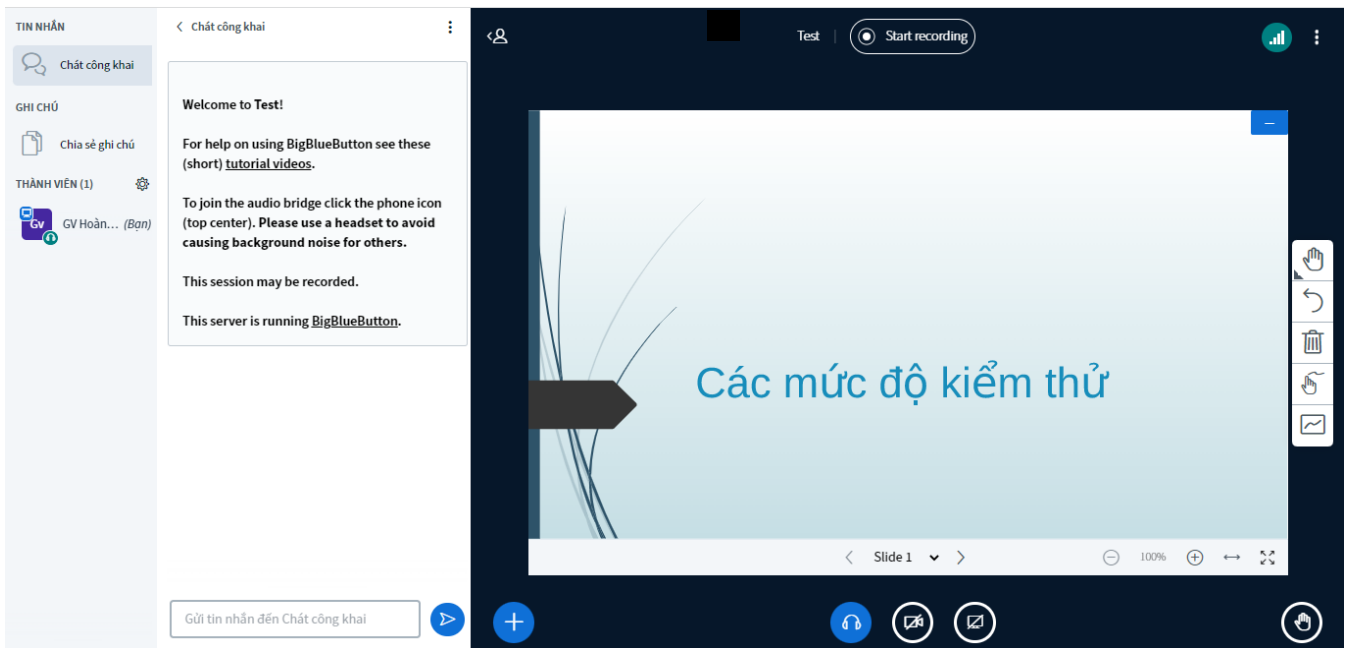 TIN NHẮN
Chát công khai
GHI CHÚ
Chia sẻ ghi chú
THÀNH VIÊN (1)
Gv
GV Hoàn... (Bạn)
Chát công khai
Welcome to Test!
For help on using BigBlueButton see these
(short) tutorial videos.
To join the audio bridge click the phone icon
(top center). Please use a headset to avoid
causing background noise for others.
This session may be recorded.
This server is running BigBlueButton.
Gửi tin nhắn đến Chát công khai
Test
Start recording
Các mức độ kiểm thử
Slide 1
100%